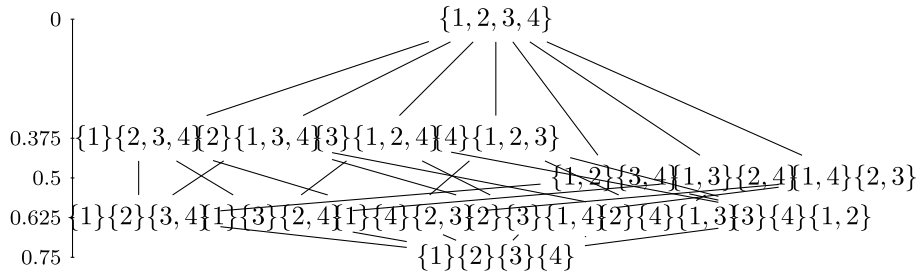 0 {1, 2, 3, 4}
0.375 {1}{2, 3, 4} {2}{1, 3, 4} {3}{1, 2, 4} {4}{1, 2, 3}
0.5 {1, 2}{3, 4} {1, 3}{2, 4} {1, 4}{2, 3}
0.625 {1}{2}{3, 4} {1}{3}{2, 4} {1}{4}{2, 3} {2}{3}{1, 4} {2}{4}{1, 3} {3}{4}{1, 2}
0.75 {1}{2}{3}{4}